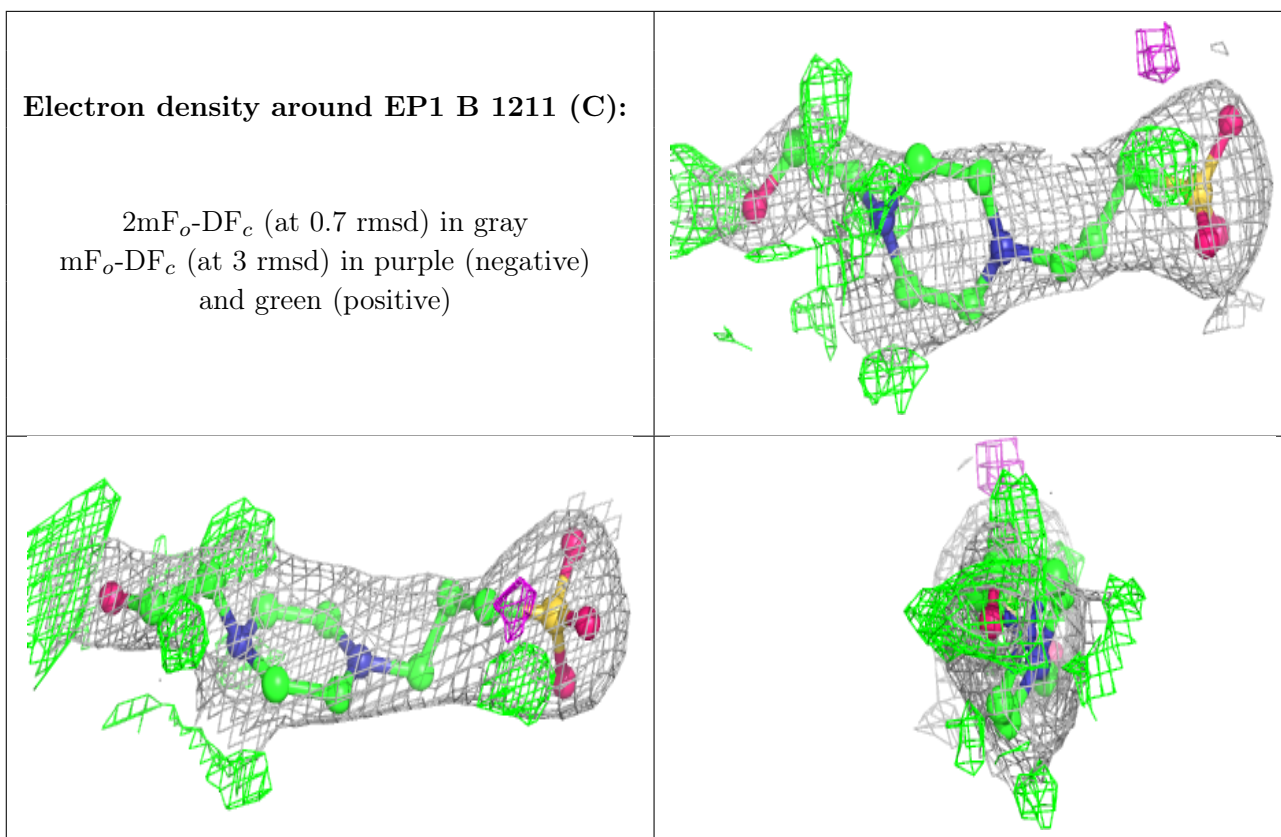 Electron density around EP1 B 1211 (C):
2mFo-DFc (at 0.7 rmsd) in gray
mFo-DFc (at 3 rmsd) in purple (negative)
and green (positive)